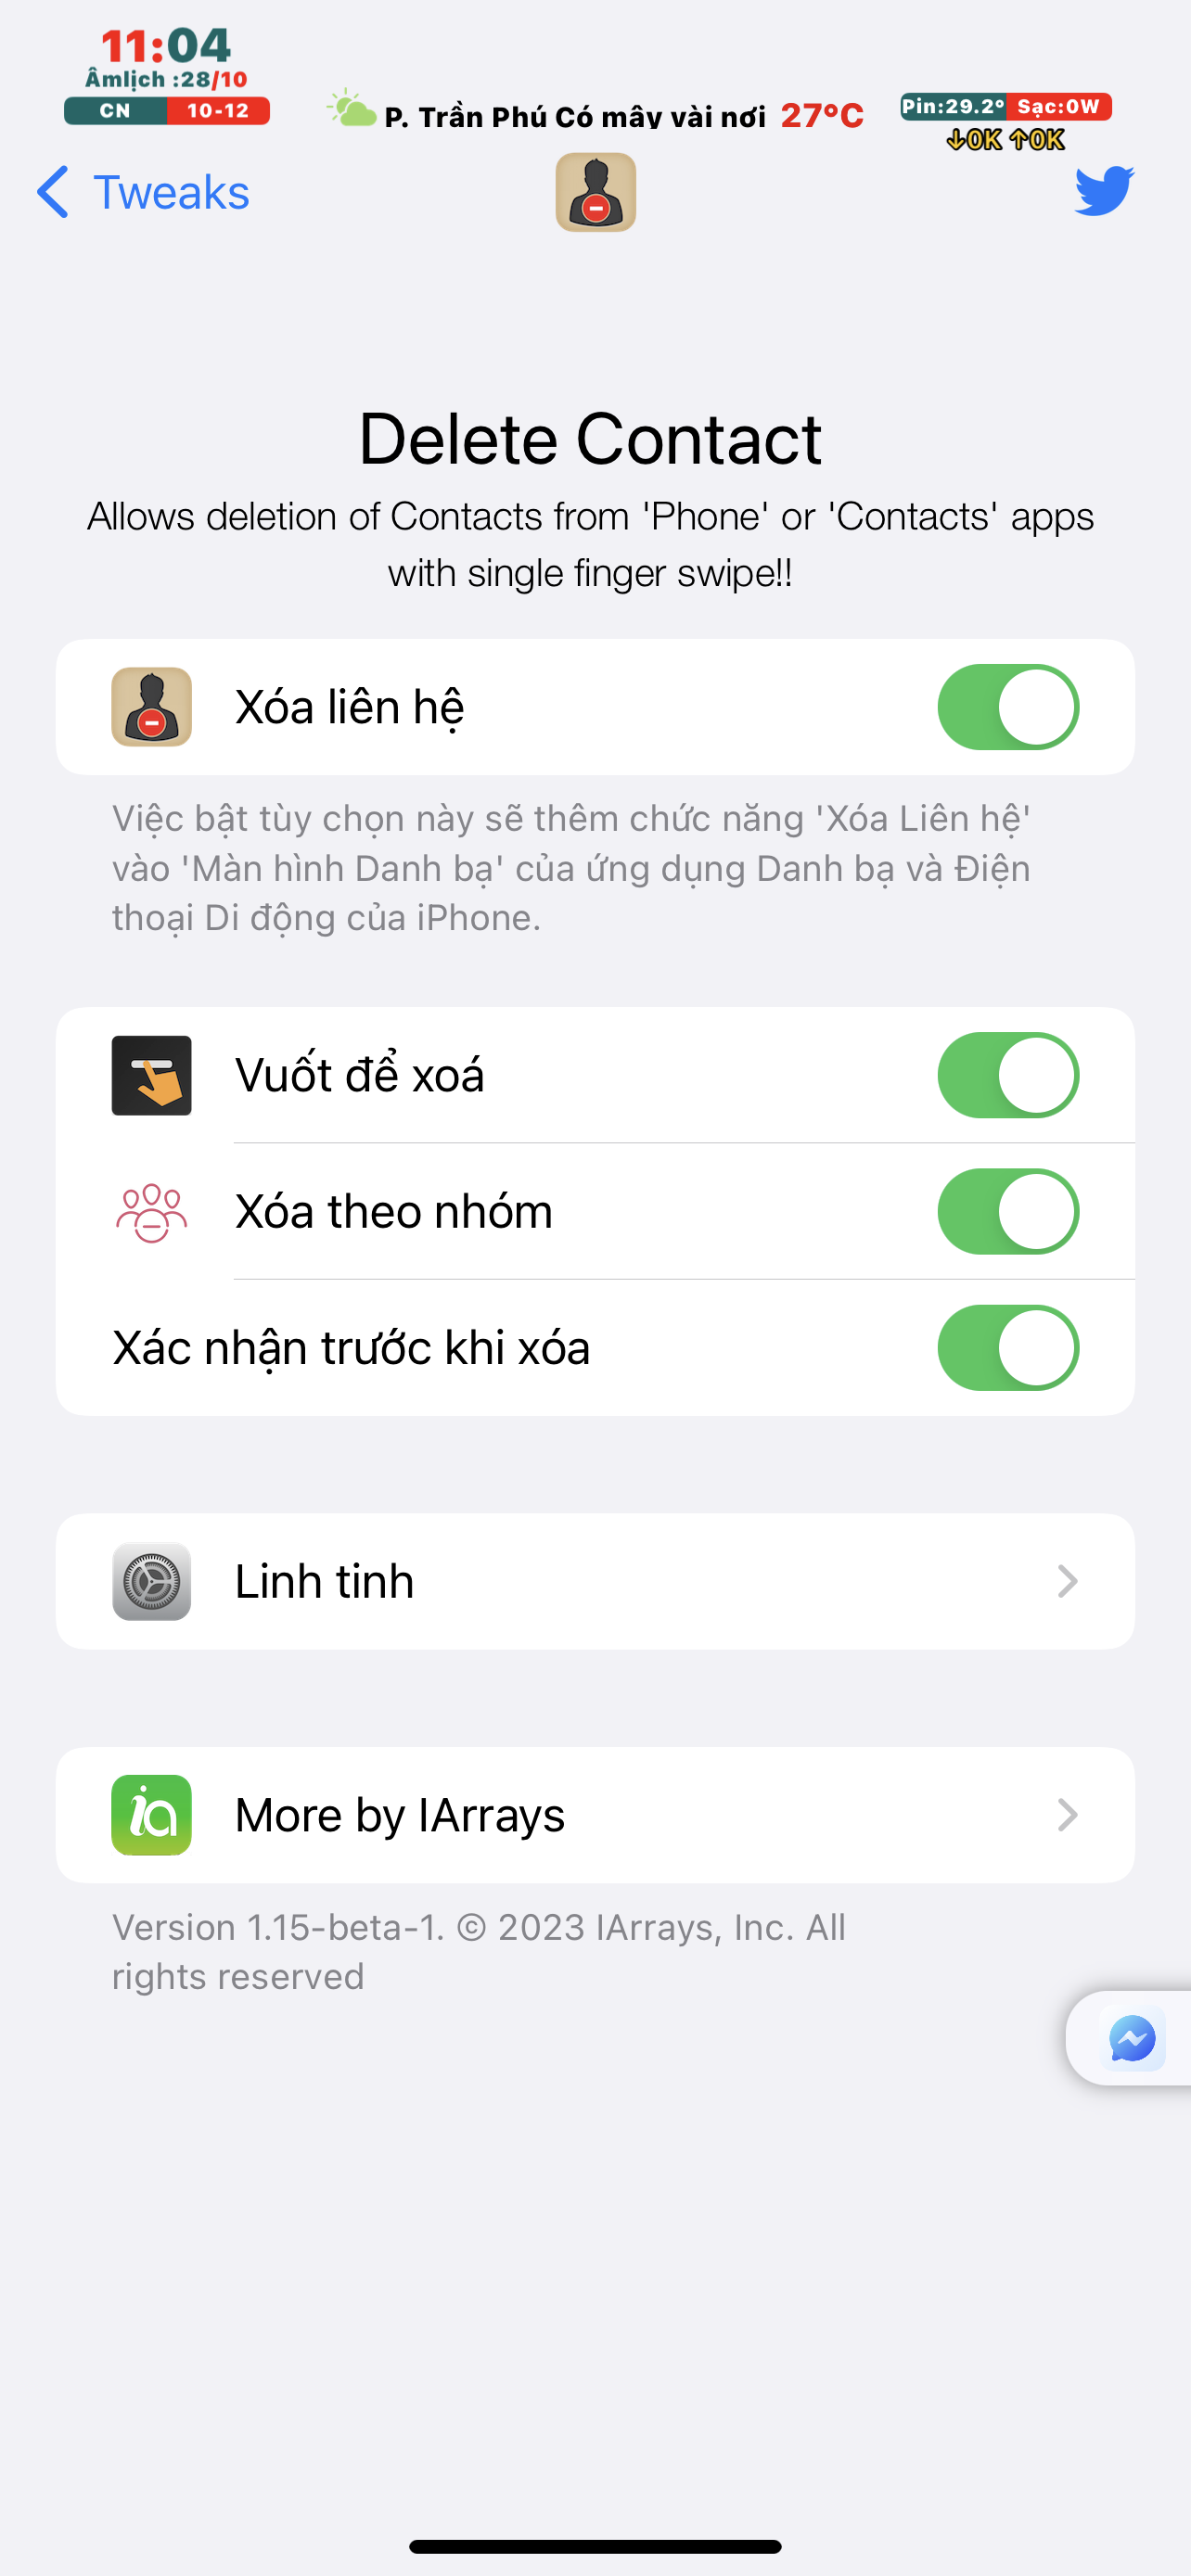 11:04
Âmlịch :28/10
CN 10-12
P. Trần Phú Có mây vài nơi 27°C
Pin:29.2° Sạc:0W
↓0K ↑0K
Tweaks
Delete Contact
Allows deletion of Contacts from 'Phone' or 'Contacts' apps
with single finger swipe!!
Xóa liên hệ
Việc bật tùy chọn này sẽ thêm chức năng 'Xóa Liên hệ'
vào 'Màn hình Danh bạ' của ứng dụng Danh bạ và Điện
thoại Di động của iPhone.
Vuốt để xoá
Xóa theo nhóm
Xác nhận trước khi xóa
Linh tinh
ia
More by IArrays
Version 1.15-beta-1. © 2023 IArrays, Inc. All
rights reserved